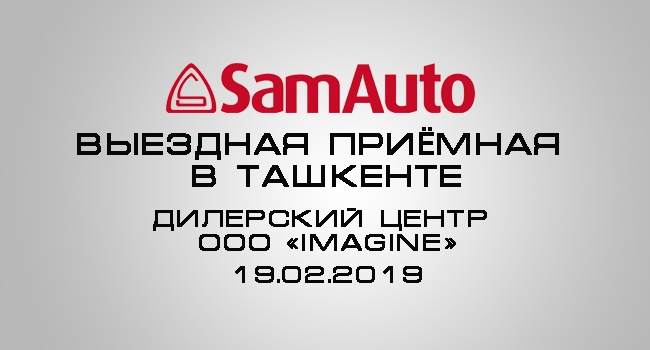 SamAuto
ВЫЕЗДНАЯ ПРИЁМНАЯ
В ТАШКЕНТЕ
ДИЛЕРСКИЙ ЦЕНТР
ООО «IMAGINE»
19.02.2019